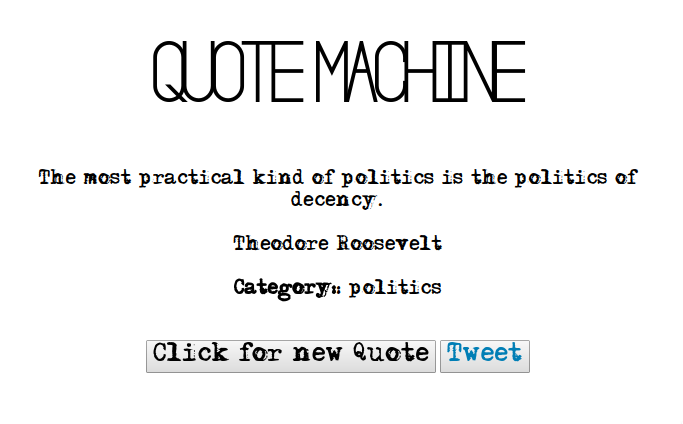 QUOTE MACHINE
The most practical kind of politics is the politics of
decency.
Theodore Roosevelt
Category:: politics
Click for new Quote
Tweet